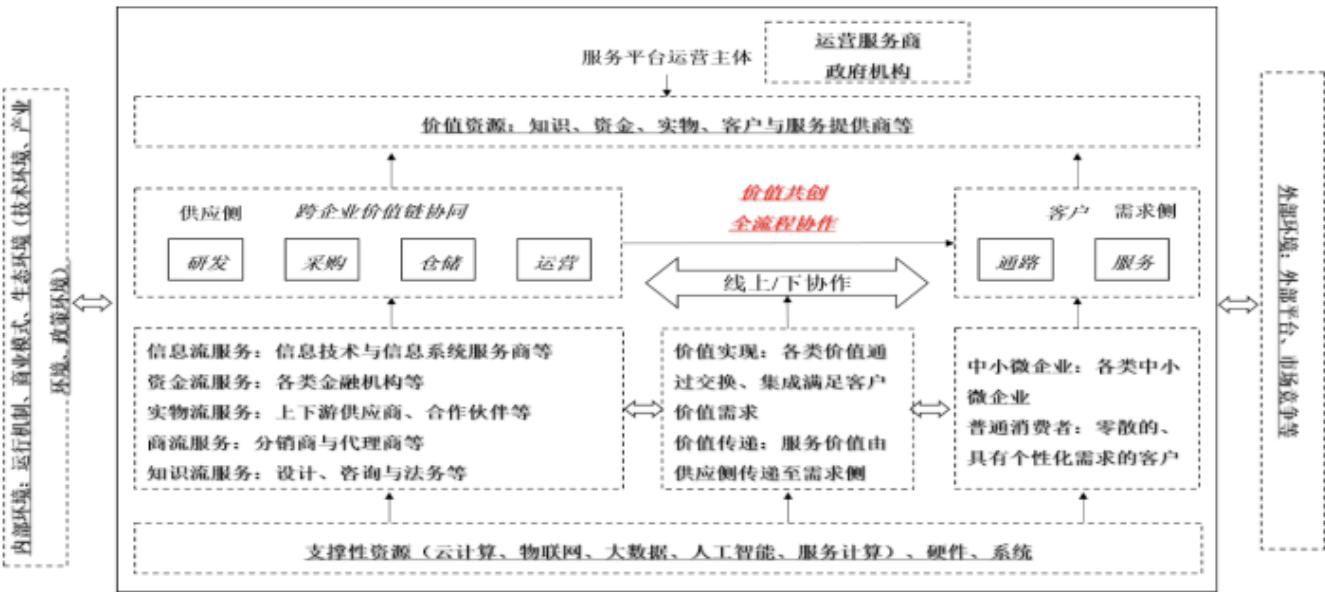 运营服务商
服务平台运营主体
政府机构
价值资源：知识、资金、实物、客户与服务提供商等
供应侧
跨企业价值链协同
研发
采购
仓储
运营
价值共创
全流程协作
线上/下协作
客户
需求侧
通路
服务
信息流服务：信息技术与信息系统服务商等
资金流服务：各类金融机构等
实物流服务：上下游供应商、合作伙伴等
商流服务：分销商与代理商等
知识流服务：设计、咨询与法务等
价值实现：各类价值通
过交换、集成满足客户
价值需求
价值传递：服务价值由
供应侧传递至需求侧
中小微企业：各类中小
微企业
普通消费者：零散的、
具有个性化需求的客户
支撑性资源（云计算、物联网、大数据、人工智能、服务计算）、硬件、系统
内部环境：运行机制、商业模式、生态环境（技术环境、产业
环境、政策环境）
外部环境：外部平台、市场竞争等